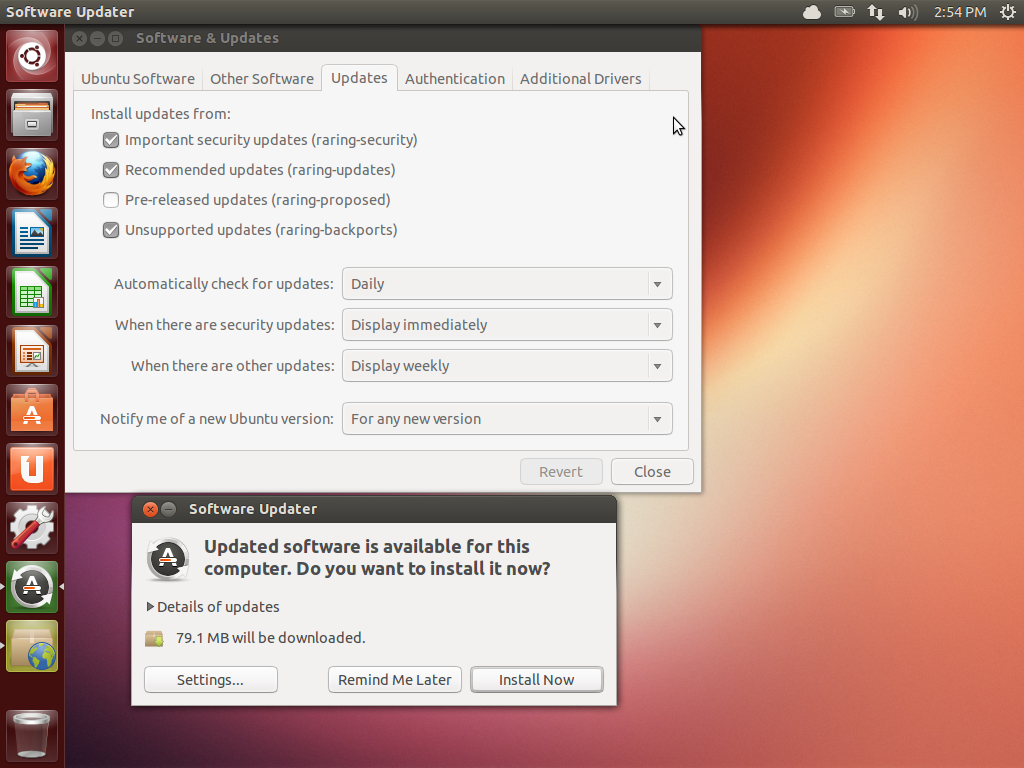 Software Updater
2:54 PM
Software & Updates
Ubuntu Software
Other Software
Updates
Authentication
Additional Drivers
Install updates from:
Important security updates (raring-security)
Recommended updates (raring-updates)
Pre-released updates (raring-proposed)
Unsupported updates (raring-backports)
Automatically check for updates: Daily
When there are security updates: Display immediately
When there are other updates: Display weekly
Notify me of a new Ubuntu version: For any new version
Revert
Close
Software Updater
Updated software is available for this
computer. Do you want to install it now?
Details of updates
79.1 MB will be downloaded.
Settings...
Remind Me Later
Install Now